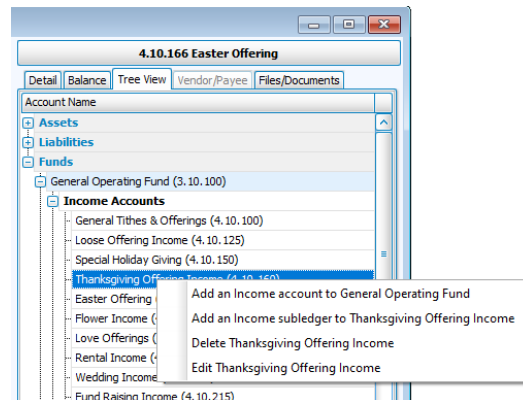 4.10.166 Easter Offering
Detail Balance Tree View Vendor/Payee Files/Documents
Account Name
Assets
Liabilities
Funds
General Operating Fund (3.10.100)
Income Accounts
General Tithes & Offerings (4.10.100)
Loose Offering Income (4.10.125)
Special Holiday Giving (4.10.150)
Thanksgiving Offering Income (4.10.160)
Easter Offering
Flower Income (
Love Offerings (
Rental Income (
Wedding Income
Fund Raising Income (4.10.215)
Add an Income account to General Operating Fund
Add an Income subledger to Thanksgiving Offering Income
Delete Thanksgiving Offering Income
Edit Thanksgiving Offering Income